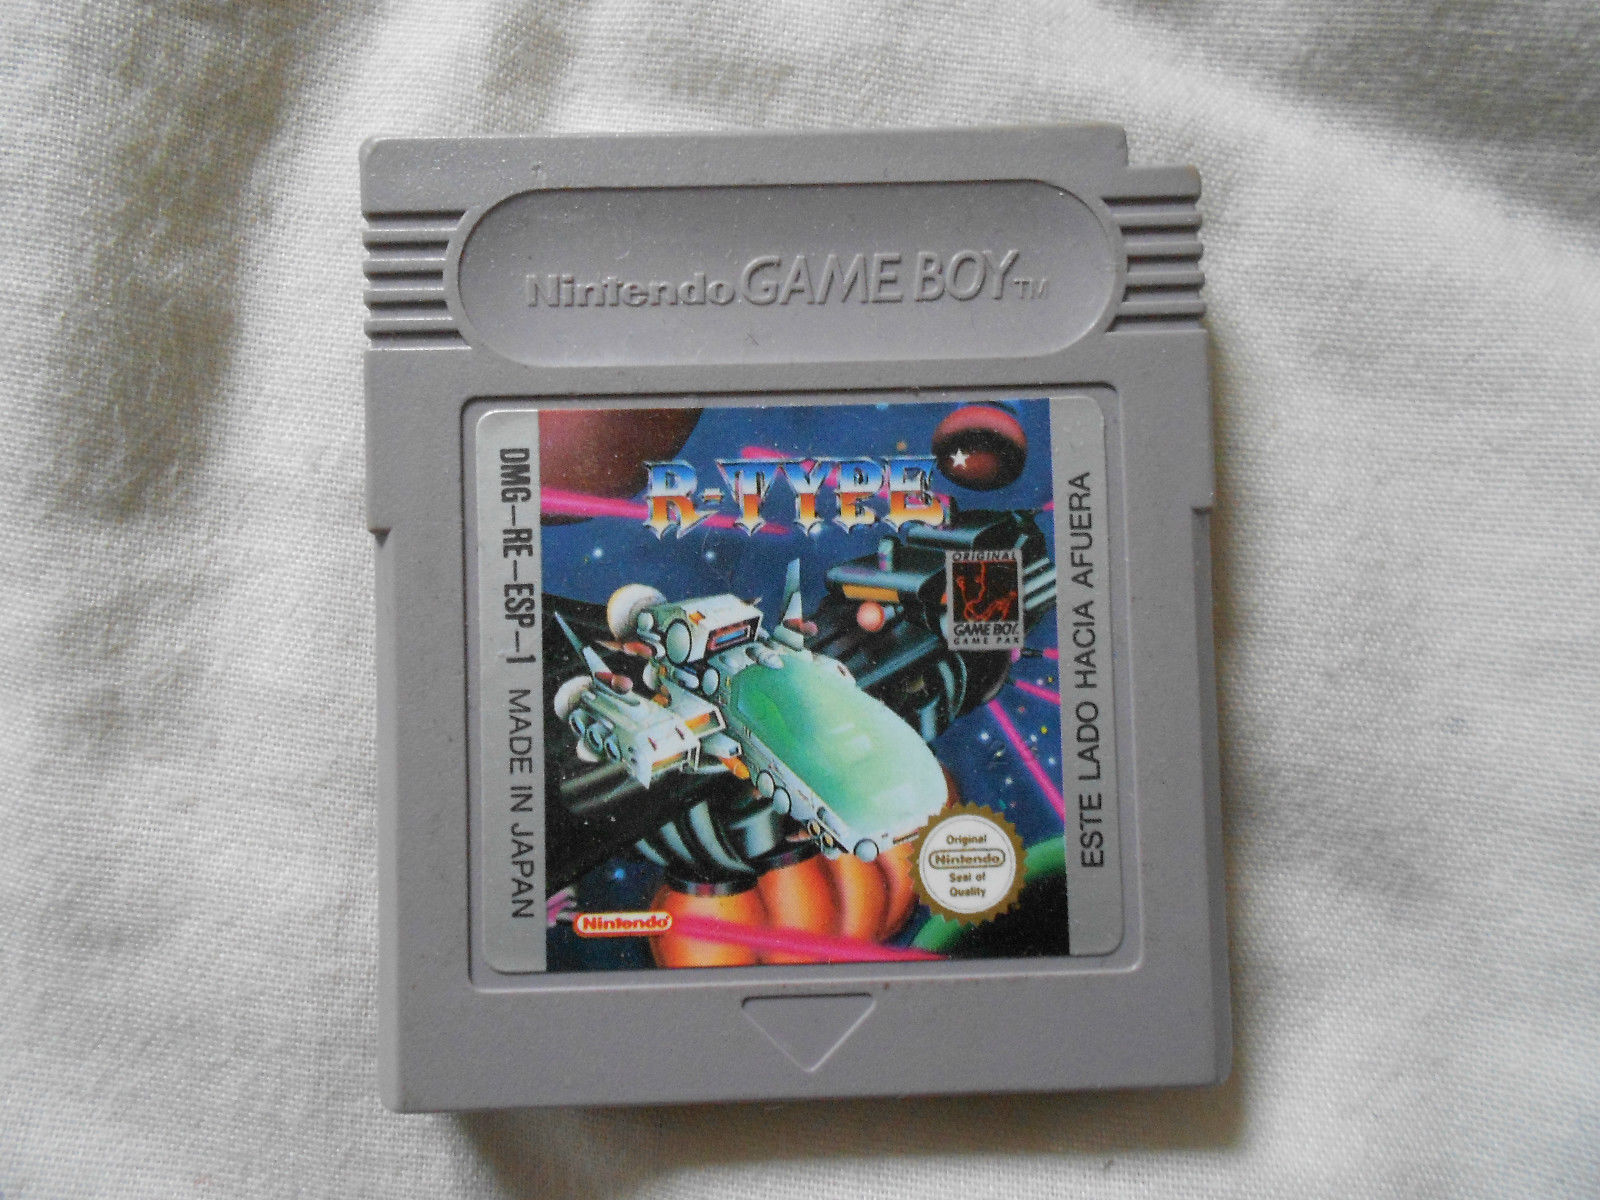 Nintendo GAME BOY TM
R-TYPE
DMG-RE-ESP-1 MADE IN JAPAN
ORIGINAL
GAME BOY
GAME PAK
ESTE LADO HACIA AFUERA
Original
Nintendo
Seal of
Quality
Nintendo®